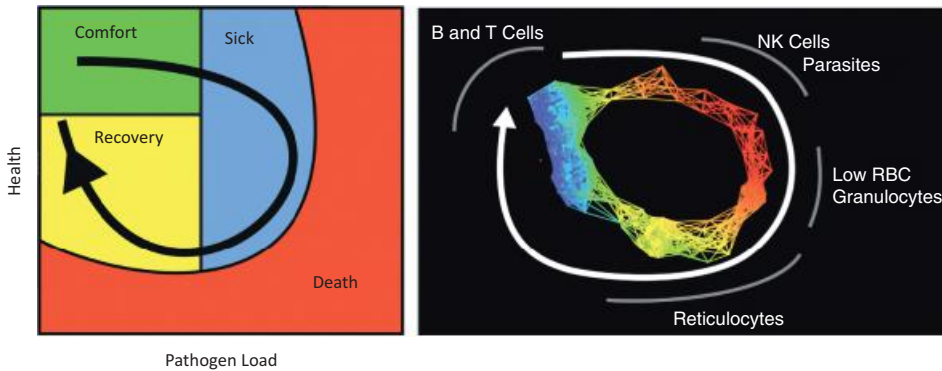 Comfort
Sick
Recovery
Death
Health
Pathogen Load
B and T Cells
NK Cells
Parasites
Low RBC
Granulocytes
Reticulocytes